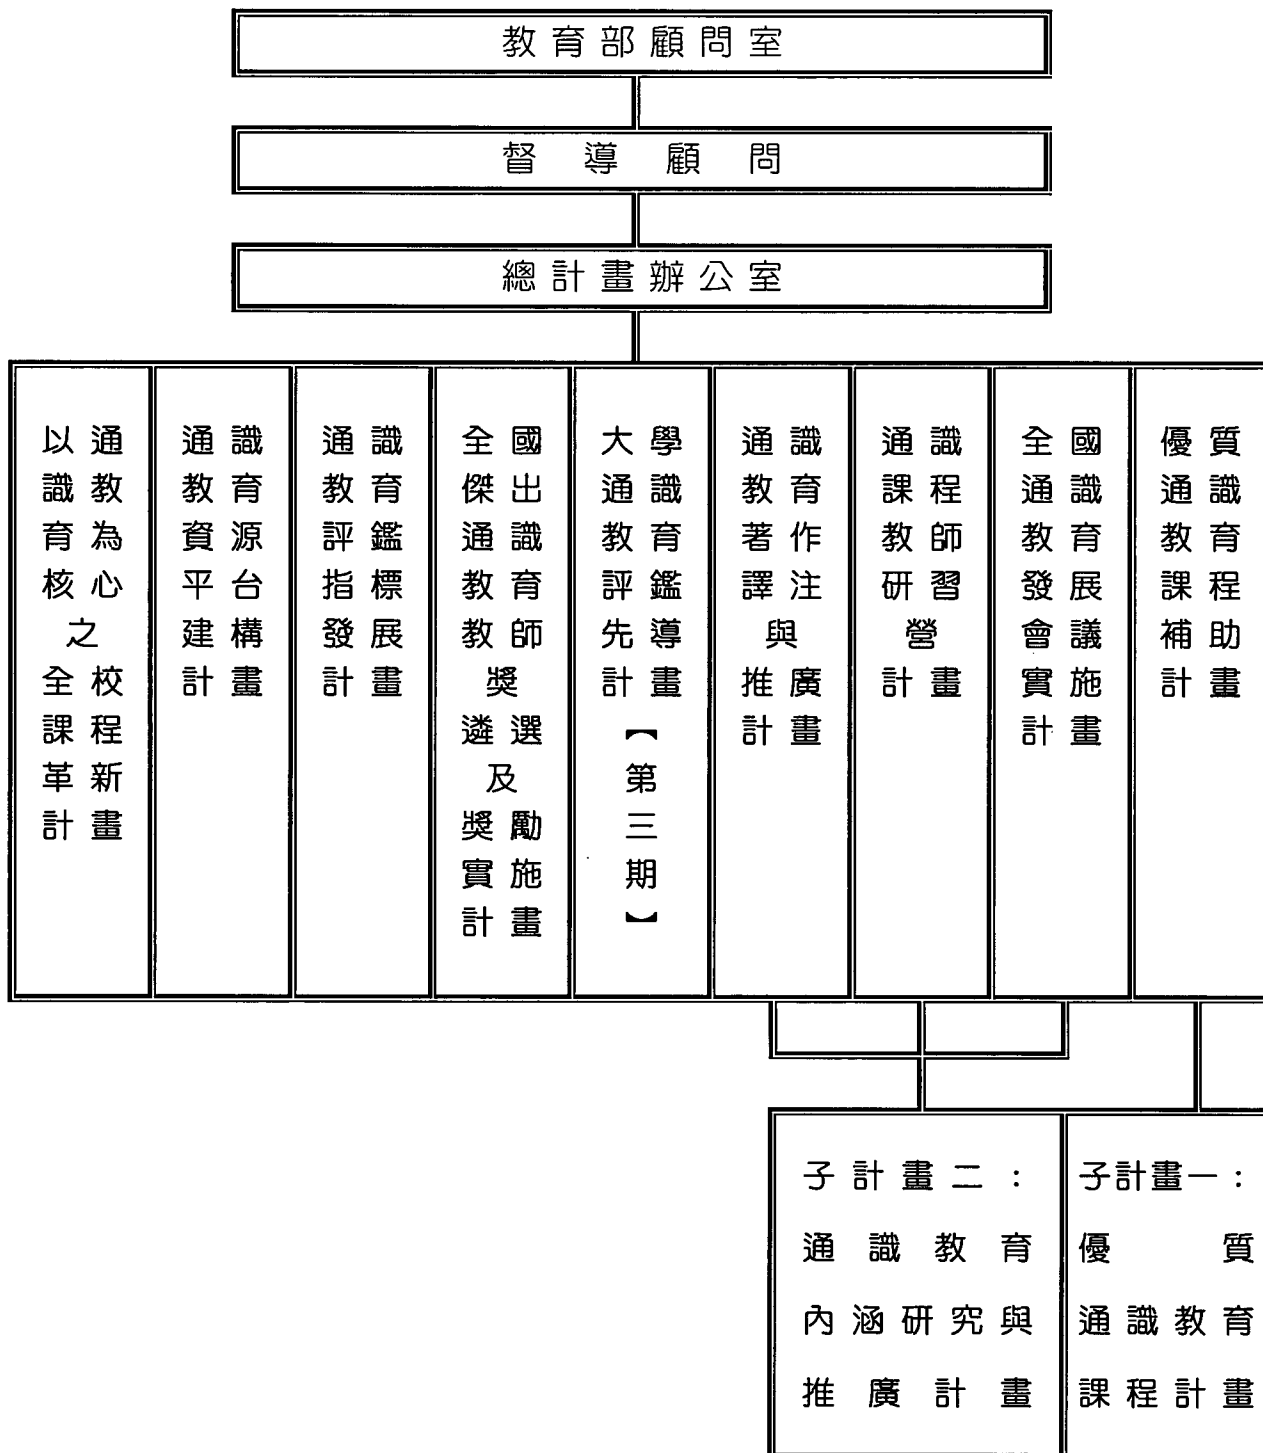 教育部顧問室
督導顧問
總計畫辦公室
以通
識教
育為
核心
之
全校
課程
革新
計畫
通識
教育
資源
平台
建構
計畫
通識
教育
評鑑
指標
發展
計畫
全國
傑出
通識
教育
教師
獎
遴選
及
獎勵
實施
計畫
大學
通識
教育
評鑑
先導
計畫
【
第
三
期
】
通識
教育
著作
譯注
與
推廣
計畫
通識
課程
教師
研習
營
計畫
全國
通識
教育
發展
會議
實施
計畫
優質
通識
教育
課程
補助
計畫
子計畫二：
通識教育
內涵研究與
推廣計畫
子計畫一：
優質
通識教育
課程計畫